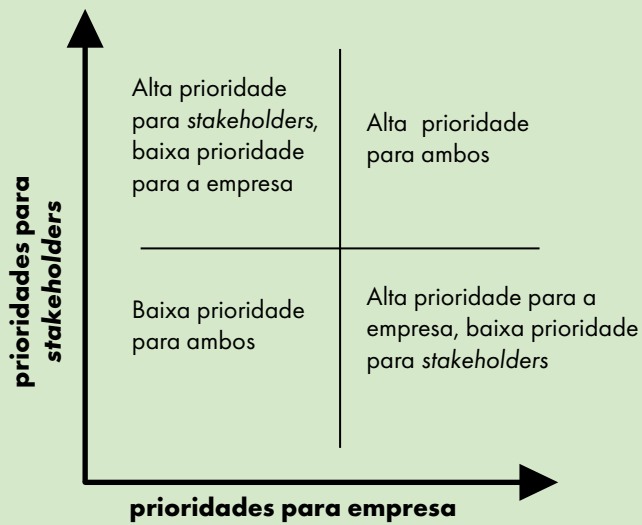 Alta prioridade
para stakeholders,
baixa prioridade
para a empresa
Alta prioridade
para ambos
Baixa prioridade
para ambos
Alta prioridade para a
empresa, baixa prioridade
para stakeholders
prioridades para
stakeholders
prioridades para empresa